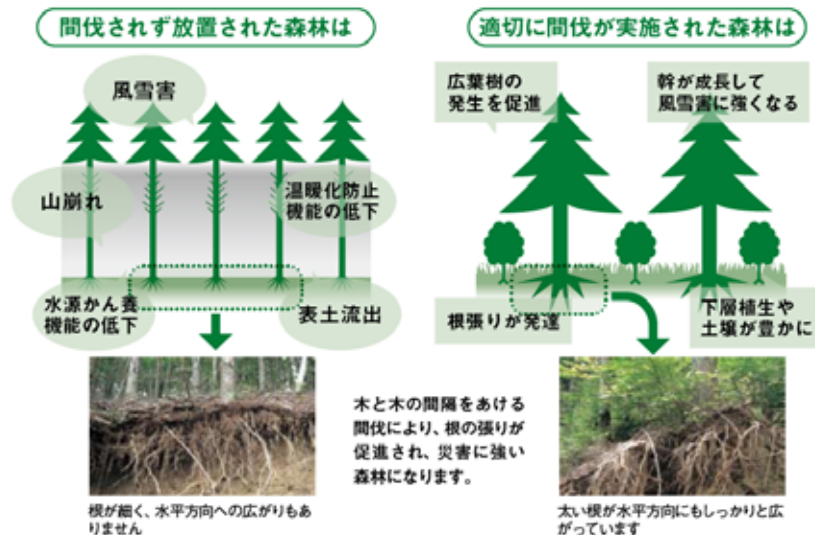 間伐されず放置された森林は
風雪害
山崩れ
温暖化防止
機能の低下
水源かん養
機能の低下
表土流出
根が細く、水平方向への広がりもあ
りません
木と木の間隔をあける
間伐により、根の張りが
促進され、災害に強い
森林になります。
適切に間伐が実施された森林は
広葉樹の
発生を促進
幹が成長して
風雪害に強くなる
根張りが発達
下層植生や
土壌が豊かに
太い根が水平方向にもしっかりと広
がっています